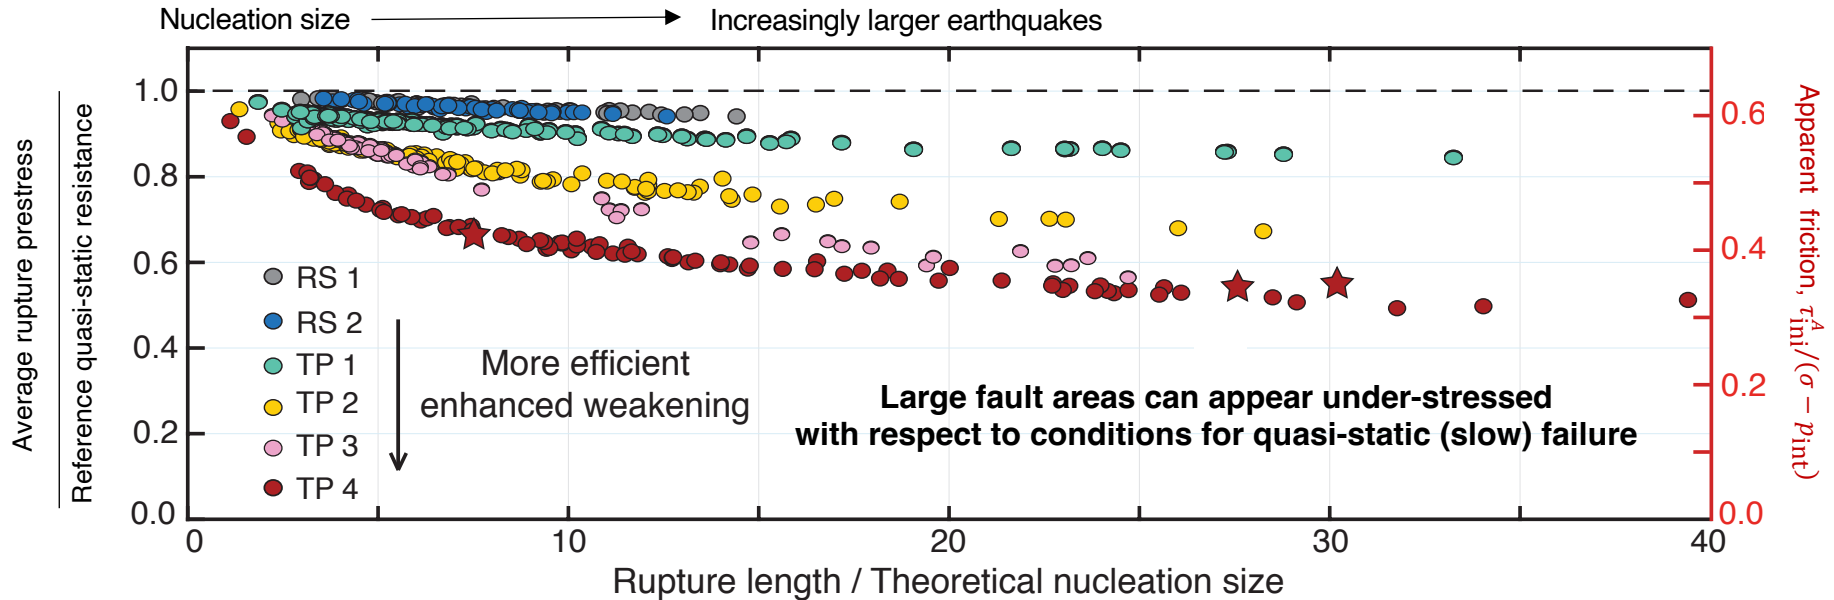 Nucleation size
Increasingly larger earthquakes
Average rupture prestress
Reference quasi-static resistance
1.0
0.8
0.6
0.4
0.2
0.0
RS 1
RS 2
TP 1
TP 2
TP 3
TP 4
More efficient
enhanced weakening
Large fault areas can appear under-stressed
with respect to conditions for quasi-static (slow) failure
0.6
0.4
0.2
0.0
Apparent friction, τ^A_ini/(σ − p_int)
0
10
20
30
40
Rupture length / Theoretical nucleation size